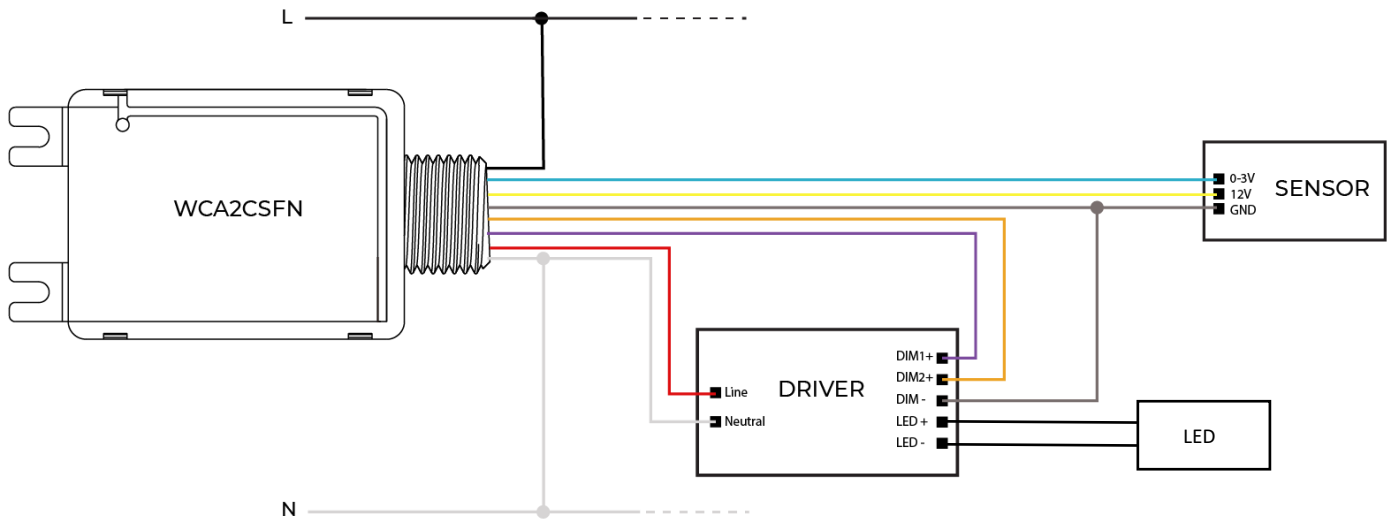 L
WCA2CSFN
0-3V
12V
GND
SENSOR
DIM1+
DIM2+
DIM -
LED +
LED -
Line
Neutral
DRIVER
LED
N